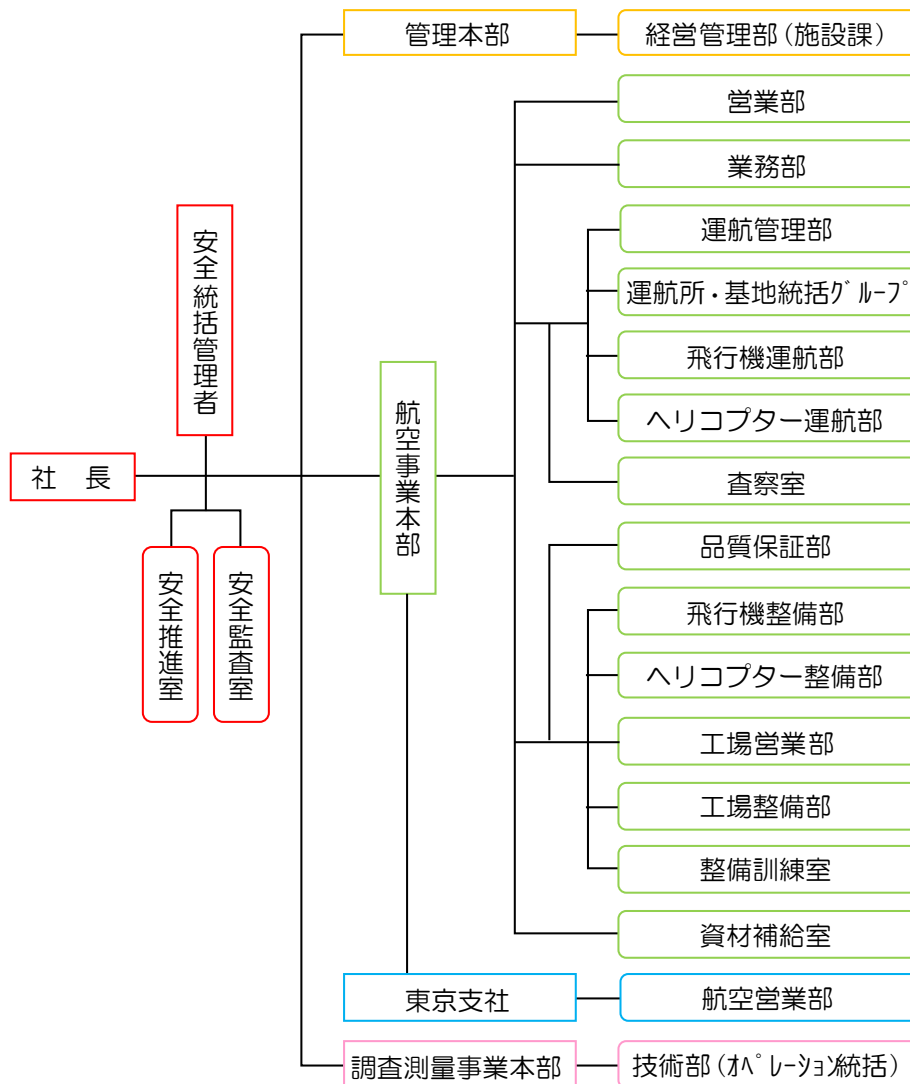 管理本部
経営管理部(施設課)
営業部
業務部
安全統括管理者
運航管理部
運航所・基地統括グループ
飛行機運航部
ヘリコプター運航部
航空事業本部
社　長
査察室
品質保証部
安全推進室
安全監査室
飛行機整備部
ヘリコプター整備部
工場営業部
工場整備部
整備訓練室
資材補給室
東京支社
航空営業部
調査測量事業本部
技術部(オペレーション統括)